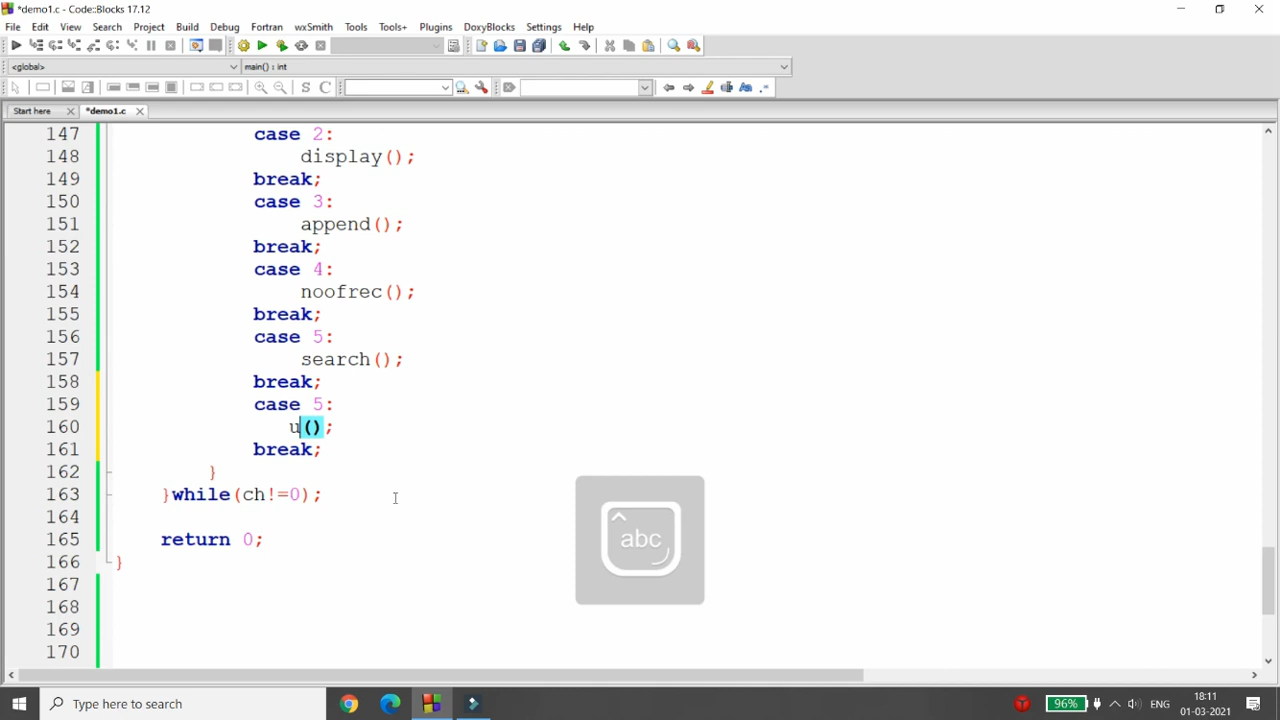 *demo1.c - Code::Blocks 17.12
File Edit View Search Project Build Debug Fortran wxSmith Tools Tools+ Plugins DoxyBlocks Settings Help
<global> main() : int
S C
Start here *demo1.c
147 case 2:
148 display();
149 break;
150 case 3:
151 append();
152 break;
153 case 4:
154 noofrec();
155 break;
156 case 5:
157 search();
158 break;
159 case 5:
160 u();
161 break;
162 }
163 }while(ch!=0);
164
165 return 0;
166 }
167
168
169
170
abc
Type here to search
96%
ENG
18:11
01-03-2021